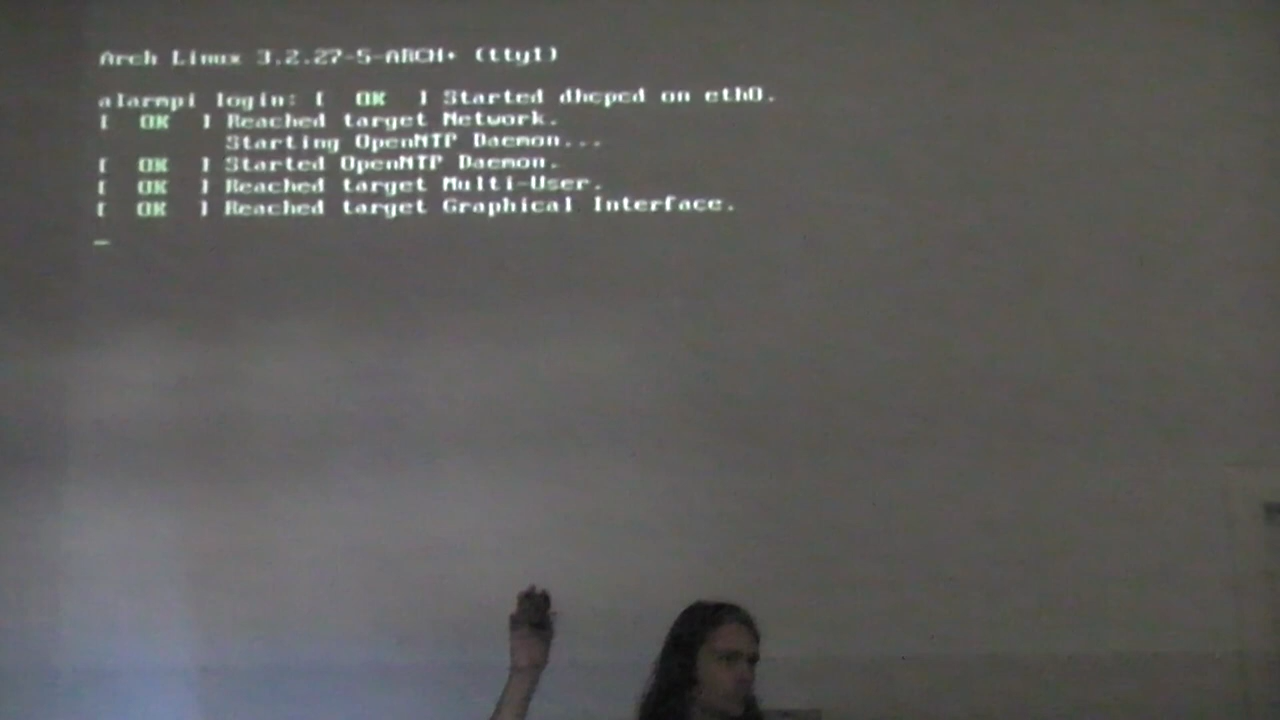 Arch Linux 3.2.27-5-ARCH+ (tty1)
alarmpi login: [  OK  ] Started dhcpcd on eth0.
[  OK  ] Reached target Network.
Starting OpenNTP Daemon...
[  OK  ] Started OpenNTP Daemon.
[  OK  ] Reached target Multi-User.
[  OK  ] Reached target Graphical Interface.